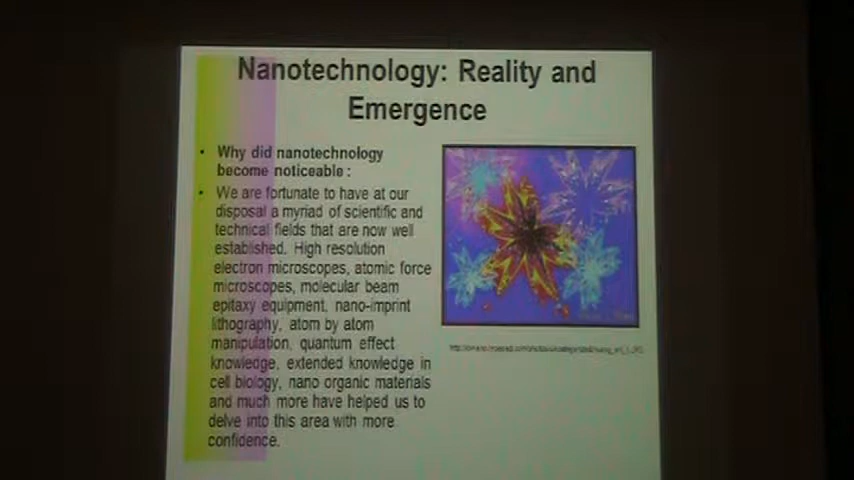 Nanotechnology: Reality and
Emergence
• Why did nanotechnology
become noticeable :
• We are fortunate to have at our
disposal a myriad of scientific and
technical fields that are now well
established. High resolution
electron microscopes, atomic force
microscopes, molecular beam
epitaxy equipment, nano-imprint
lithography, atom by atom
manipulation, quantum effect
knowledge, extended knowledge in
cell biology, nano organic materials
and much more have helped us to
delve into this area with more
confidence.